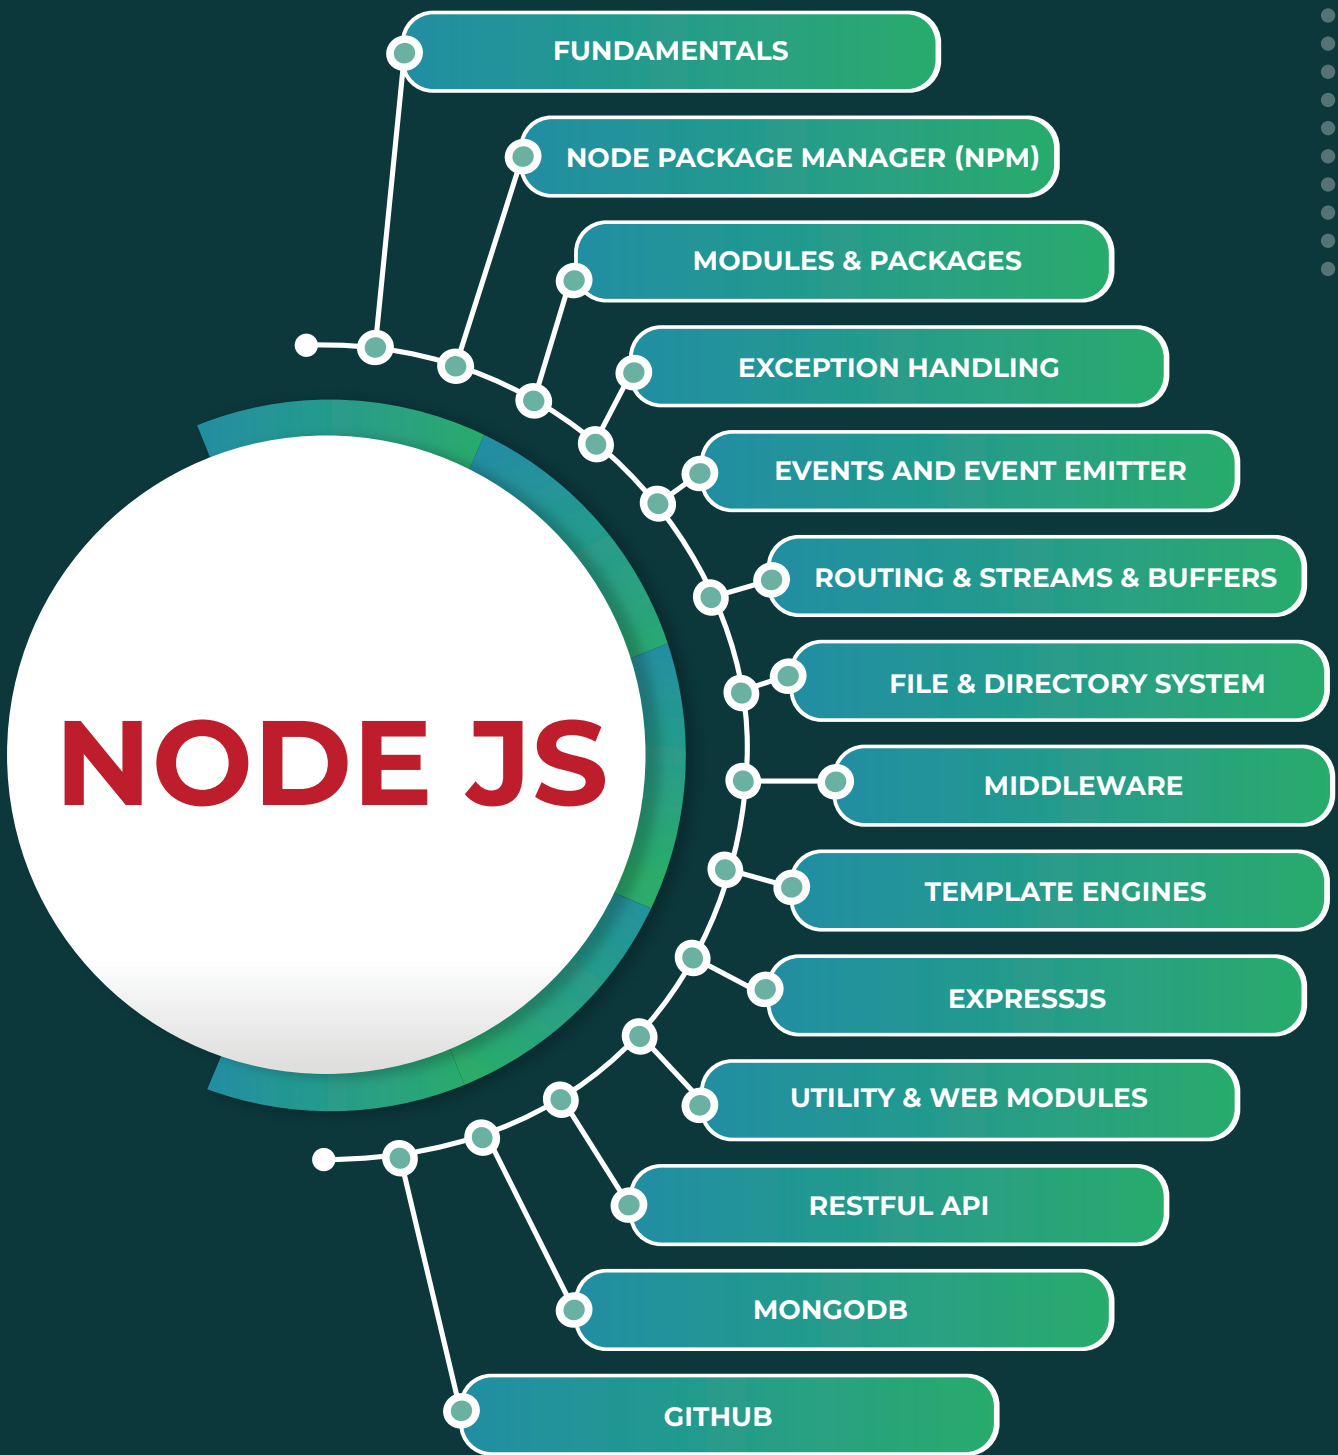 FUNDAMENTALS
NODE PACKAGE MANAGER (NPM)
MODULES & PACKAGES
EXCEPTION HANDLING
EVENTS AND EVENT EMITTER
ROUTING & STREAMS & BUFFERS
FILE & DIRECTORY SYSTEM
NODE JS
MIDDLEWARE
TEMPLATE ENGINES
EXPRESSJS
UTILITY & WEB MODULES
RESTFUL API
MONGODB
GITHUB